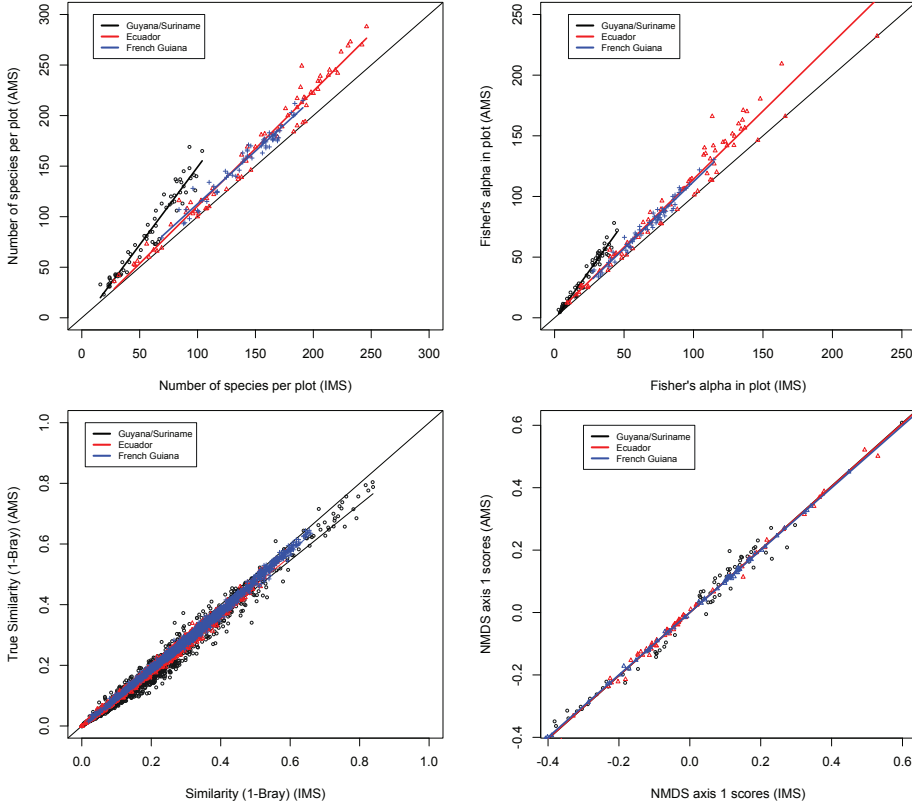 Guyana/Suriname
Ecuador
French Guiana
Number of species per plot (AMS)
0 50 100 150 200 250 300
0 50 100 150 200 250 300
Number of species per plot (IMS)
Guyana/Suriname
Ecuador
French Guiana
Fisher's alpha in plot (AMS)
0 50 100 150 200 250
0 50 100 150 200 250
Fisher's alpha in plot (IMS)
Guyana/Suriname
Ecuador
French Guiana
True Similarity (1-Bray) (AMS)
0.0 0.2 0.4 0.6 0.8 1.0
0.0 0.2 0.4 0.6 0.8 1.0
Similarity (1-Bray) (IMS)
Guyana/Suriname
Ecuador
French Guiana
NMDS axis 1 scores (AMS)
-0.4 -0.2 0.0 0.2 0.4 0.6
-0.4 -0.2 0.0 0.2 0.4 0.6
NMDS axis 1 scores (IMS)